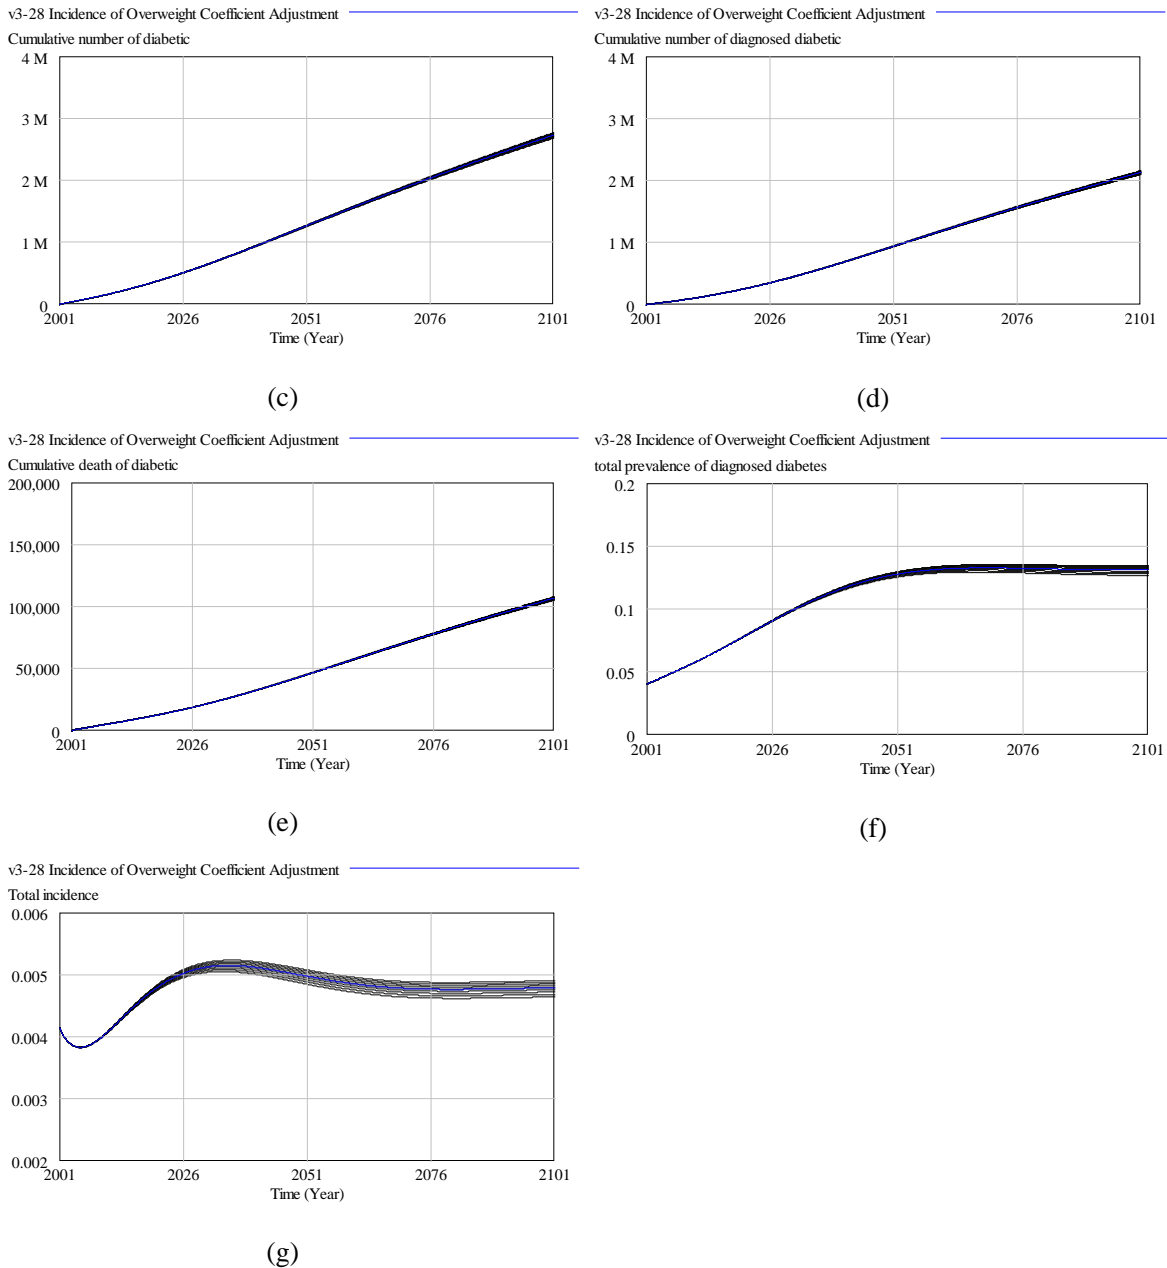 v3-28 Incidence of Overweight Coefficient Adjustment
Cumulative number of diabetic
4 M
3 M
2 M
1 M
0
2001 2026 2051 2076 2101
Time (Year)
(c)
v3-28 Incidence of Overweight Coefficient Adjustment
Cumulative number of diagnosed diabetic
4 M
3 M
2 M
1 M
0
2001 2026 2051 2076 2101
Time (Year)
(d)
v3-28 Incidence of Overweight Coefficient Adjustment
Cumulative death of diabetic
200,000
150,000
100,000
50,000
0
2001 2026 2051 2076 2101
Time (Year)
(e)
v3-28 Incidence of Overweight Coefficient Adjustment
total prevalence of diagnosed diabetes
0.2
0.15
0.1
0.05
0
2001 2026 2051 2076 2101
Time (Year)
(f)
v3-28 Incidence of Overweight Coefficient Adjustment
Total incidence
0.006
0.005
0.004
0.003
0.002
2001 2026 2051 2076 2101
Time (Year)
(g)